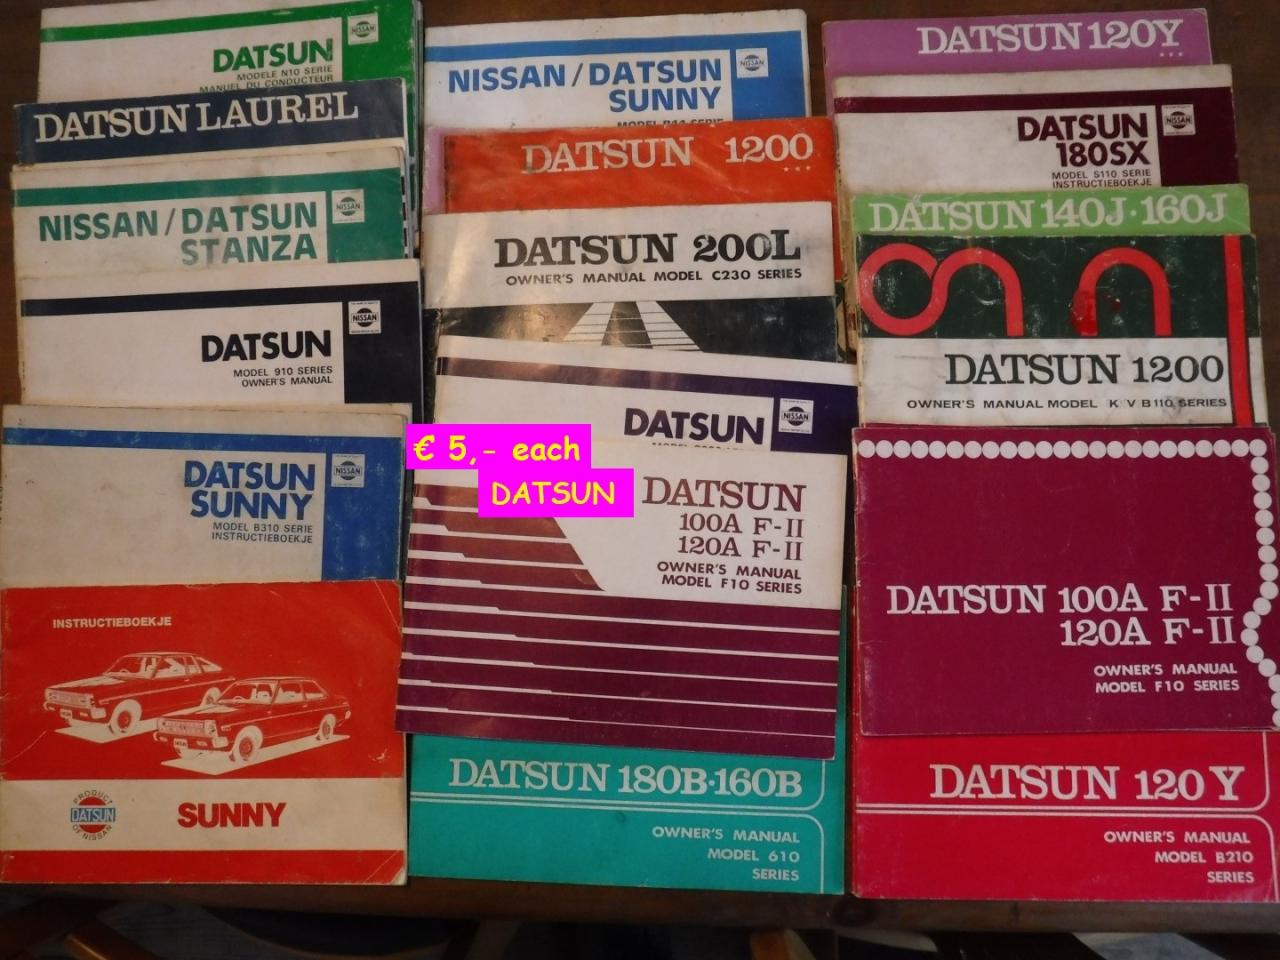 DATSUN
MODELE N10 SERIE
MANUEL DU CONDUCTEUR
NISSAN
DATSUN LAUREL
NISSAN/DATSUN
STANZA
NISSAN
DATSUN
MODEL 910 SERIES
OWNER'S MANUAL
NISSAN
DATSUN
SUNNY
MODEL B310 SERIE
INSTRUCTIEBOEKJE
NISSAN
INSTRUCTIEBOEKJE
PRODUCT
DATSUN
OF NISSAN
SUNNY
NISSAN/DATSUN
SUNNY
NISSAN
DATSUN 1200
DATSUN 200L
OWNER'S MANUAL MODEL C230 SERIES
DATSUN
NISSAN
€ 5,- each
DATSUN
DATSUN
100A F-II
120A F-II
OWNER'S MANUAL
MODEL F10 SERIES
DATSUN 180B·160B
OWNER'S MANUAL
MODEL 610
SERIES
DATSUN 120Y
DATSUN
180SX
MODEL S110 SERIE
INSTRUCTIEBOEKJE
NISSAN
DATSUN 140J·160J
DATSUN 1200
OWNER'S MANUAL MODEL B110 SERIES
DATSUN 100A F-II
120A F-II
OWNER'S MANUAL
MODEL F10 SERIES
DATSUN 120Y
OWNER'S MANUAL
MODEL B210
SERIES